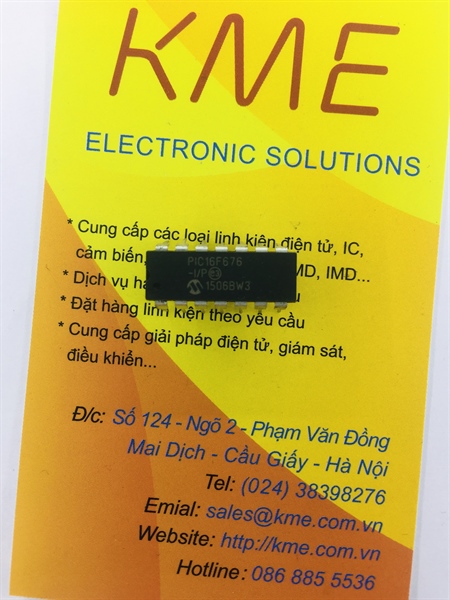 KME
ELECTRONIC SOLUTIONS
* Cung cấp các loại linh kiện điện tử, IC,
cảm biến, MD, IMD...
* Dịch vụ
* Đặt hàng linh kiện theo yêu cầu
* Cung cấp giải pháp điện tử, giám sát,
điều khiển...
PIC16F676
-I/P e3
1506BW3
Đ/c: Số 124 - Ngõ 2 - Phạm Văn Đồng
Mai Dịch - Cầu Giấy - Hà Nội
Tel: (024) 38398276
Emial: sales@kme.com.vn
Website: http://kme.com.vn
Hotline: 086 885 5536